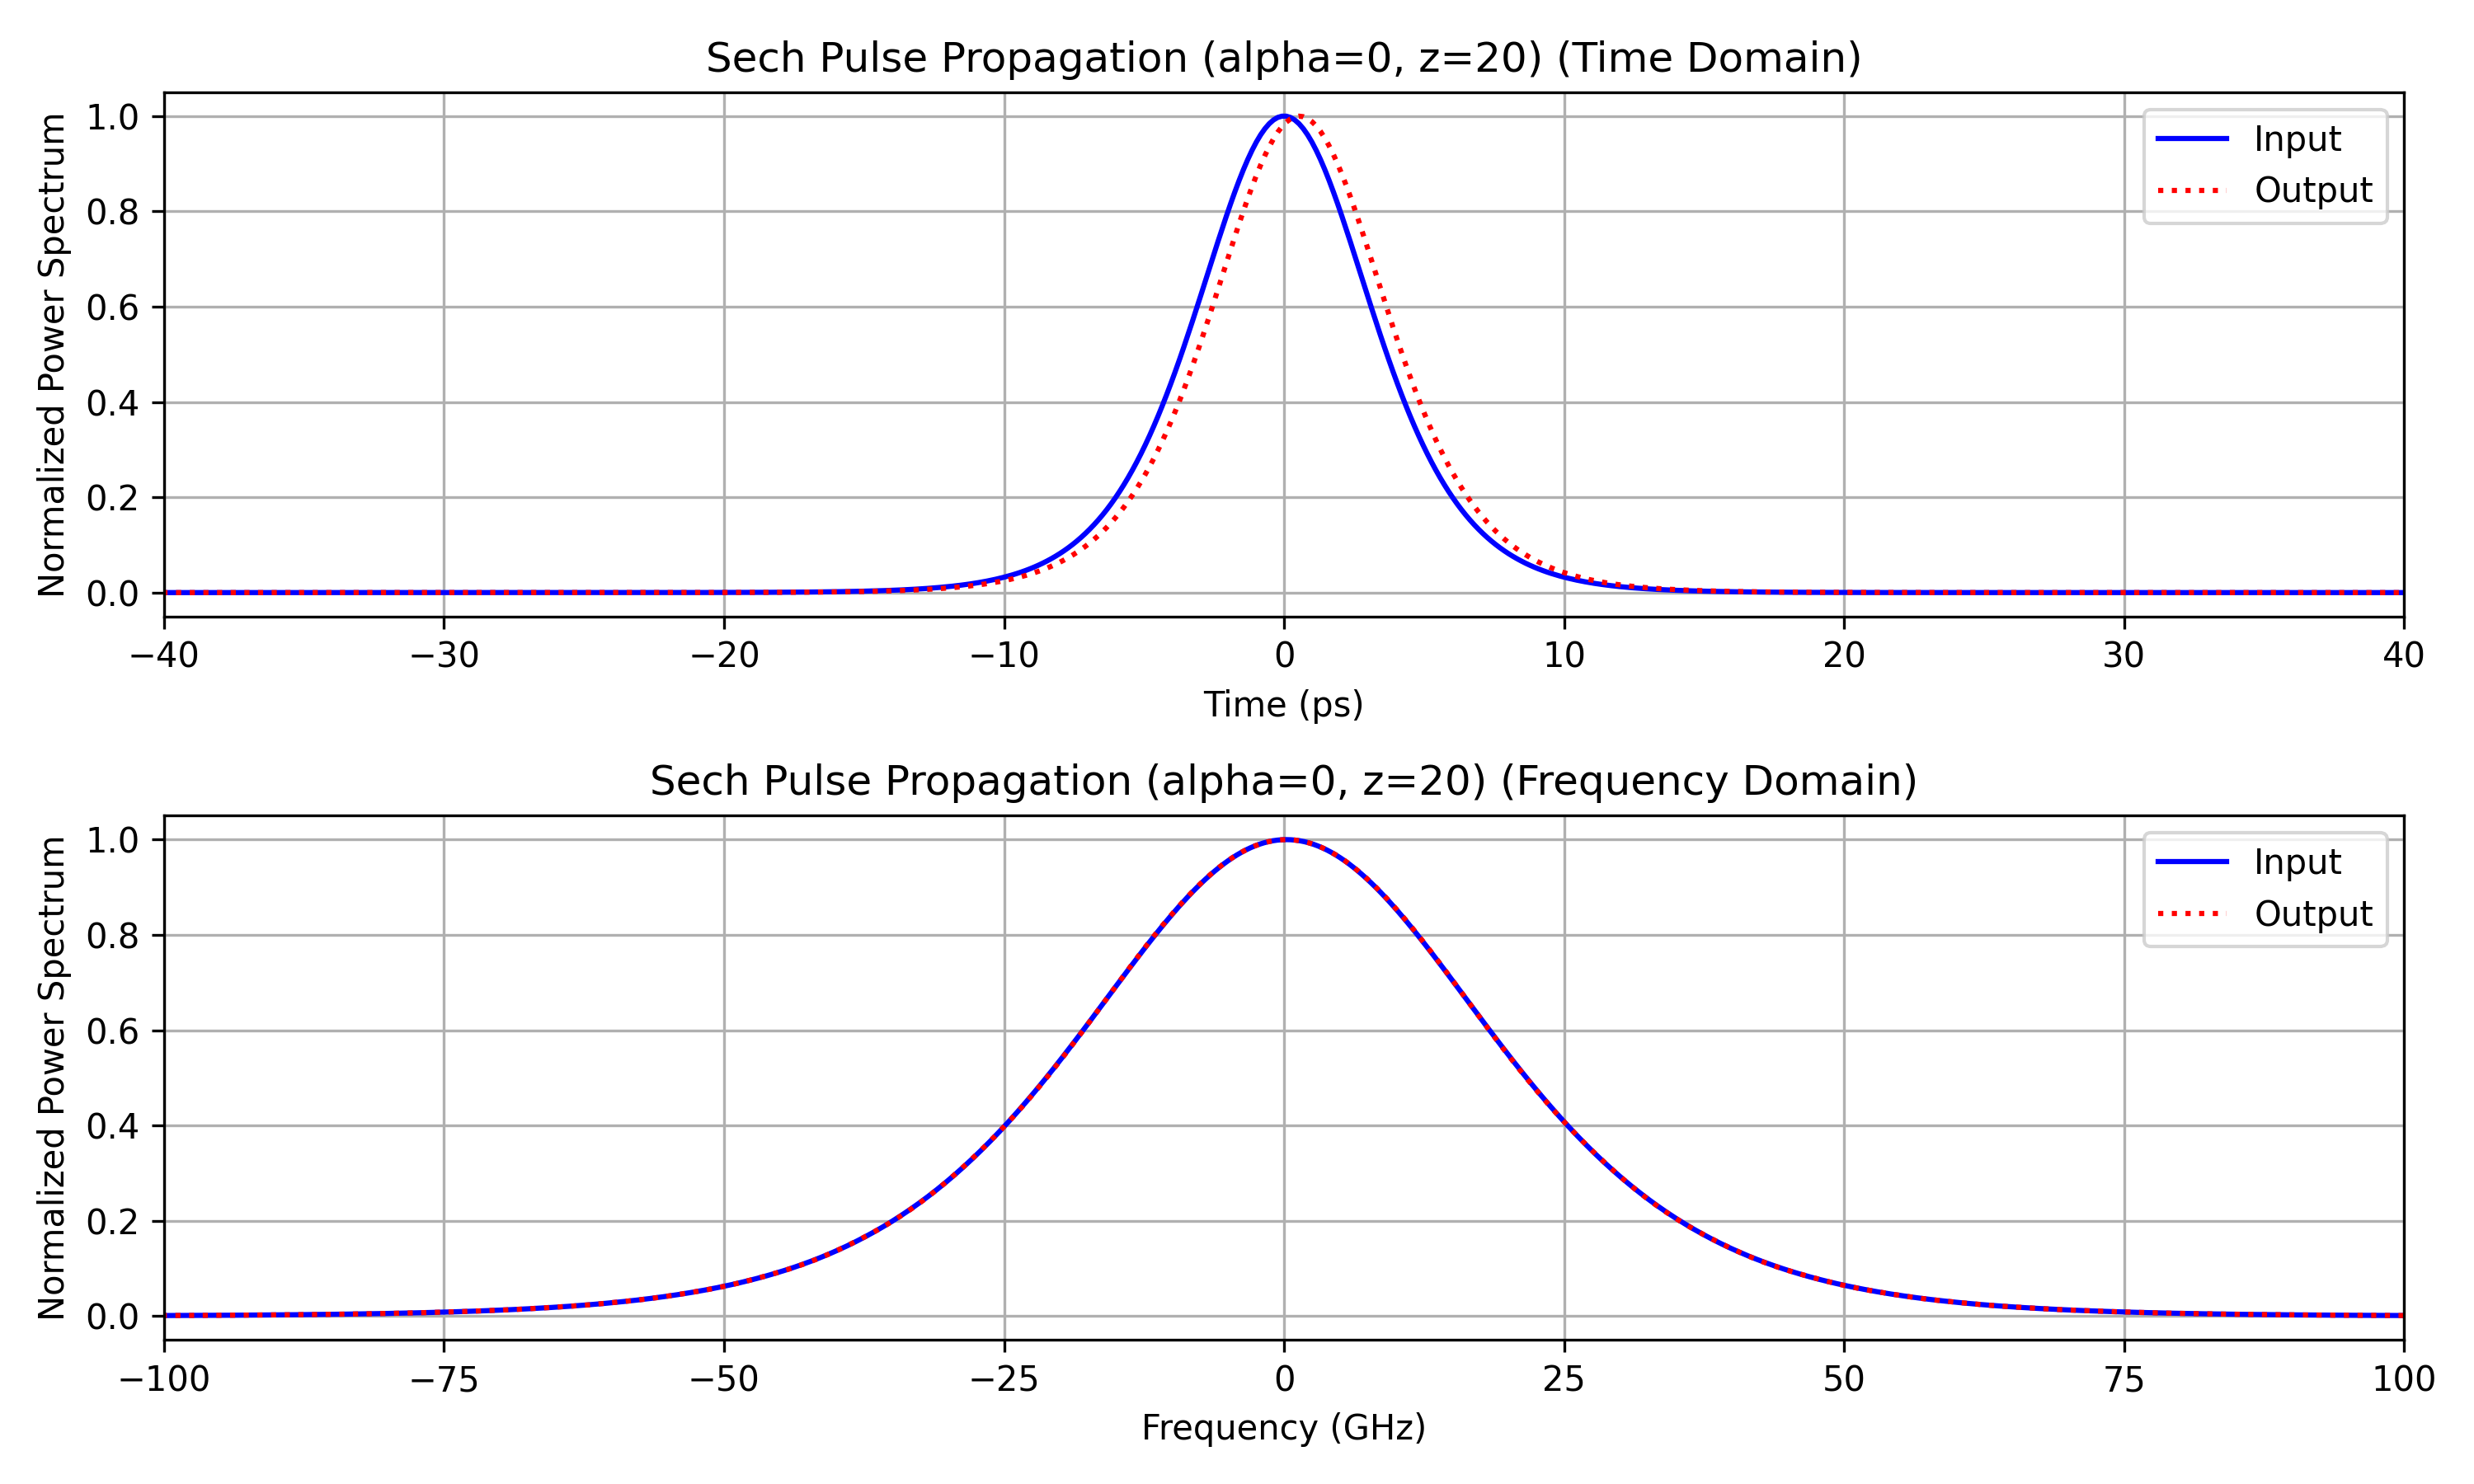 Sech Pulse Propagation (alpha=0, z=20) (Time Domain)
Normalized Power Spectrum
1.0
0.8
0.6
0.4
0.2
0.0
Input
Output
−40 −30 −20 −10 0 10 20 30 40
Time (ps)
Sech Pulse Propagation (alpha=0, z=20) (Frequency Domain)
Normalized Power Spectrum
1.0
0.8
0.6
0.4
0.2
0.0
Input
Output
−100 −75 −50 −25 0 25 50 75 100
Frequency (GHz)